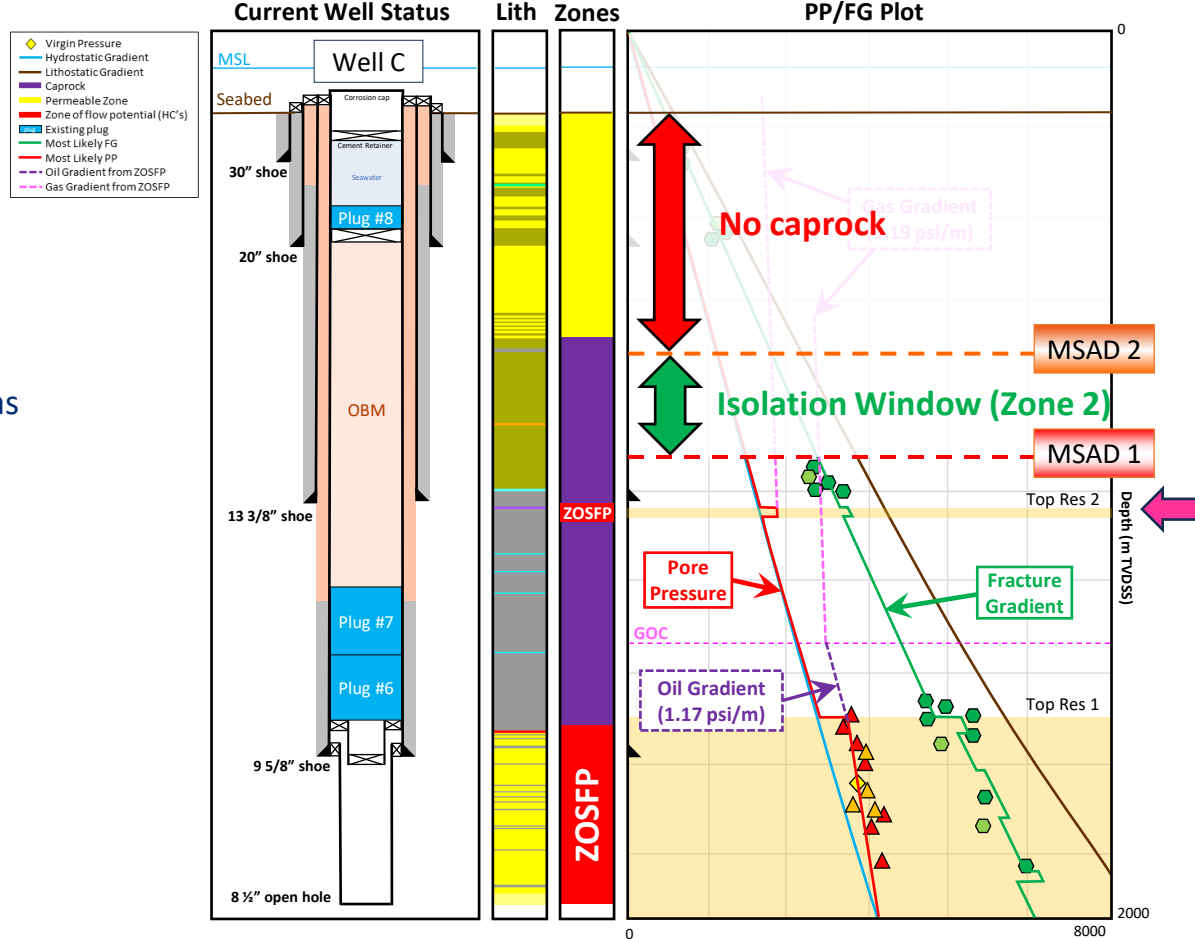 Current Well Status
Lith
Zones
PP/FG Plot
Virgin Pressure
Hydrostatic Gradient
Lithostatic Gradient
Caprock
Permeable Zone
Zone of flow potential (HC's)
Existing plug
Most Likely FG
Most Likely PP
Oil Gradient from ZOSFP
Gas Gradient from ZOSFP
MSL
Well C
Seabed
Corrosion cap
Cement Retainer
Seawater
30” shoe
Plug #8
20” shoe
OBM
13 3/8” shoe
Plug #7
Plug #6
9 5/8” shoe
8 ½” open hole
ZOSFP
ZOSFP
0
No caprock
Gas Gradient
(0.19 psi/m)
MSAD 2
Isolation Window (Zone 2)
MSAD 1
Top Res 2
Depth (m TVDSS)
Pore
Pressure
Fracture
Gradient
GOC
Oil Gradient
(1.17 psi/m)
Top Res 1
2000
0
8000